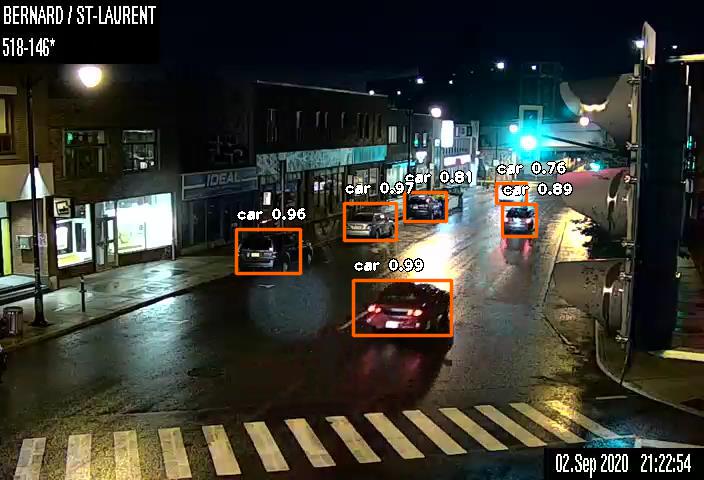 BERNARD / ST-LAURENT
518-146*
IDEAL
car 0.76
car 0.81
car 0.97
car 0.89
car 0.96
car 0.99
02.Sep 2020 21:22:54